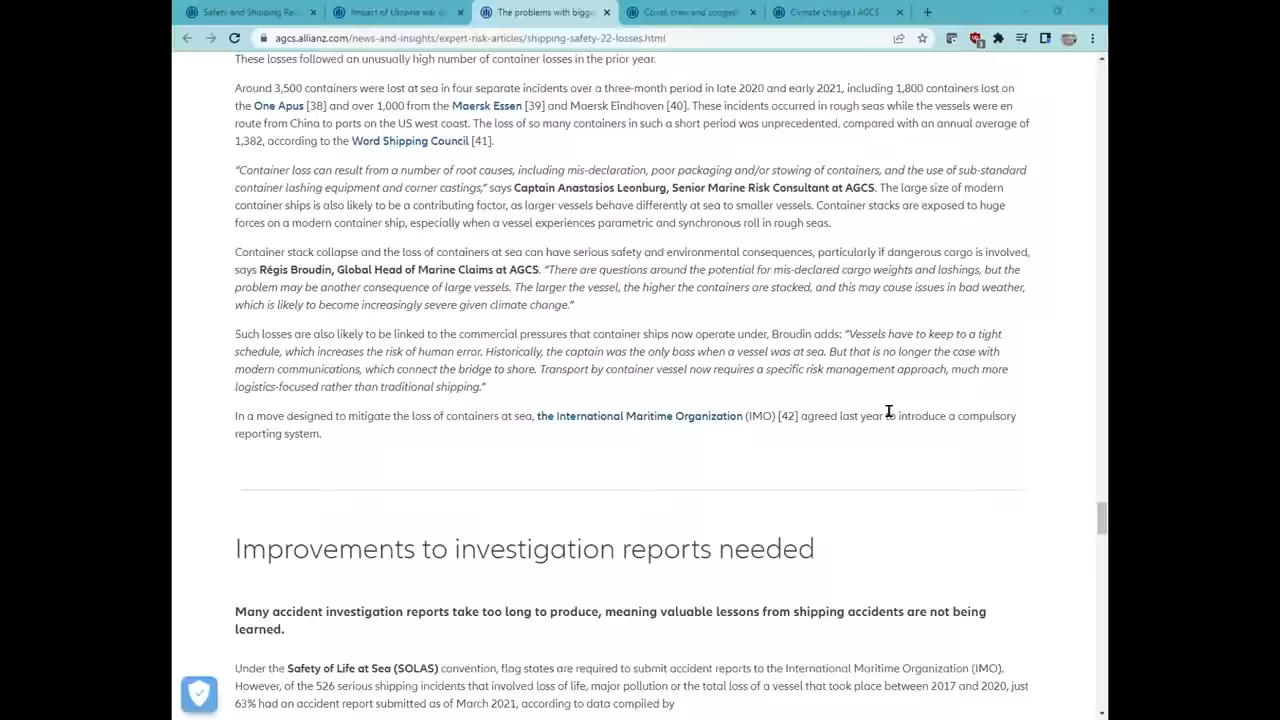 Safety and Shipping Re
Impact of Ukraine war o
The problems with bigge
Covid, crew and congest
Climate change | AGCS
agcs.allianz.com/news-and-insights/expert-risk-articles/shipping-safety-22-losses.html
These losses followed an unusually high number of container losses in the prior year.
Around 3,500 containers were lost at sea in four separate incidents over a three-month period in late 2020 and early 2021, including 1,800 containers lost on
the One Apus [38] and over 1,000 from the Maersk Essen [39] and Maersk Eindhoven [40]. These incidents occurred in rough seas while the vessels were en
route from China to ports on the US west coast. The loss of so many containers in such a short period was unprecedented, compared with an annual average of
1,382, according to the Word Shipping Council [41].
“Container loss can result from a number of root causes, including mis-declaration, poor packaging and/or stowing of containers, and the use of sub-standard
container lashing equipment and corner castings,” says Captain Anastasios Leonburg, Senior Marine Risk Consultant at AGCS. The large size of modern
container ships is also likely to be a contributing factor, as larger vessels behave differently at sea to smaller vessels. Container stacks are exposed to huge
forces on a modern container ship, especially when a vessel experiences parametric and synchronous roll in rough seas.
Container stack collapse and the loss of containers at sea can have serious safety and environmental consequences, particularly if dangerous cargo is involved,
says Régis Broudin, Global Head of Marine Claims at AGCS. “There are questions around the potential for mis-declared cargo weights and lashings, but the
problem may be another consequence of large vessels. The larger the vessel, the higher the containers are stacked, and this may cause issues in bad weather,
which is likely to become increasingly severe given climate change.”
Such losses are also likely to be linked to the commercial pressures that container ships now operate under, Broudin adds: “Vessels have to keep to a tight
schedule, which increases the risk of human error. Historically, the captain was the only boss when a vessel was at sea. But that is no longer the case with
modern communications, which connect the bridge to shore. Transport by container vessel now requires a specific risk management approach, much more
logistics-focused rather than traditional shipping.”
In a move designed to mitigate the loss of containers at sea, the International Maritime Organization (IMO) [42] agreed last year to introduce a compulsory
reporting system.
Improvements to investigation reports needed
Many accident investigation reports take too long to produce, meaning valuable lessons from shipping accidents are not being
learned.
Under the Safety of Life at Sea (SOLAS) convention, flag states are required to submit accident reports to the International Maritime Organization (IMO).
However, of the 526 serious shipping incidents that involved loss of life, major pollution or the total loss of a vessel that took place between 2017 and 2020, just
63% had an accident report submitted as of March 2021, according to data compiled by